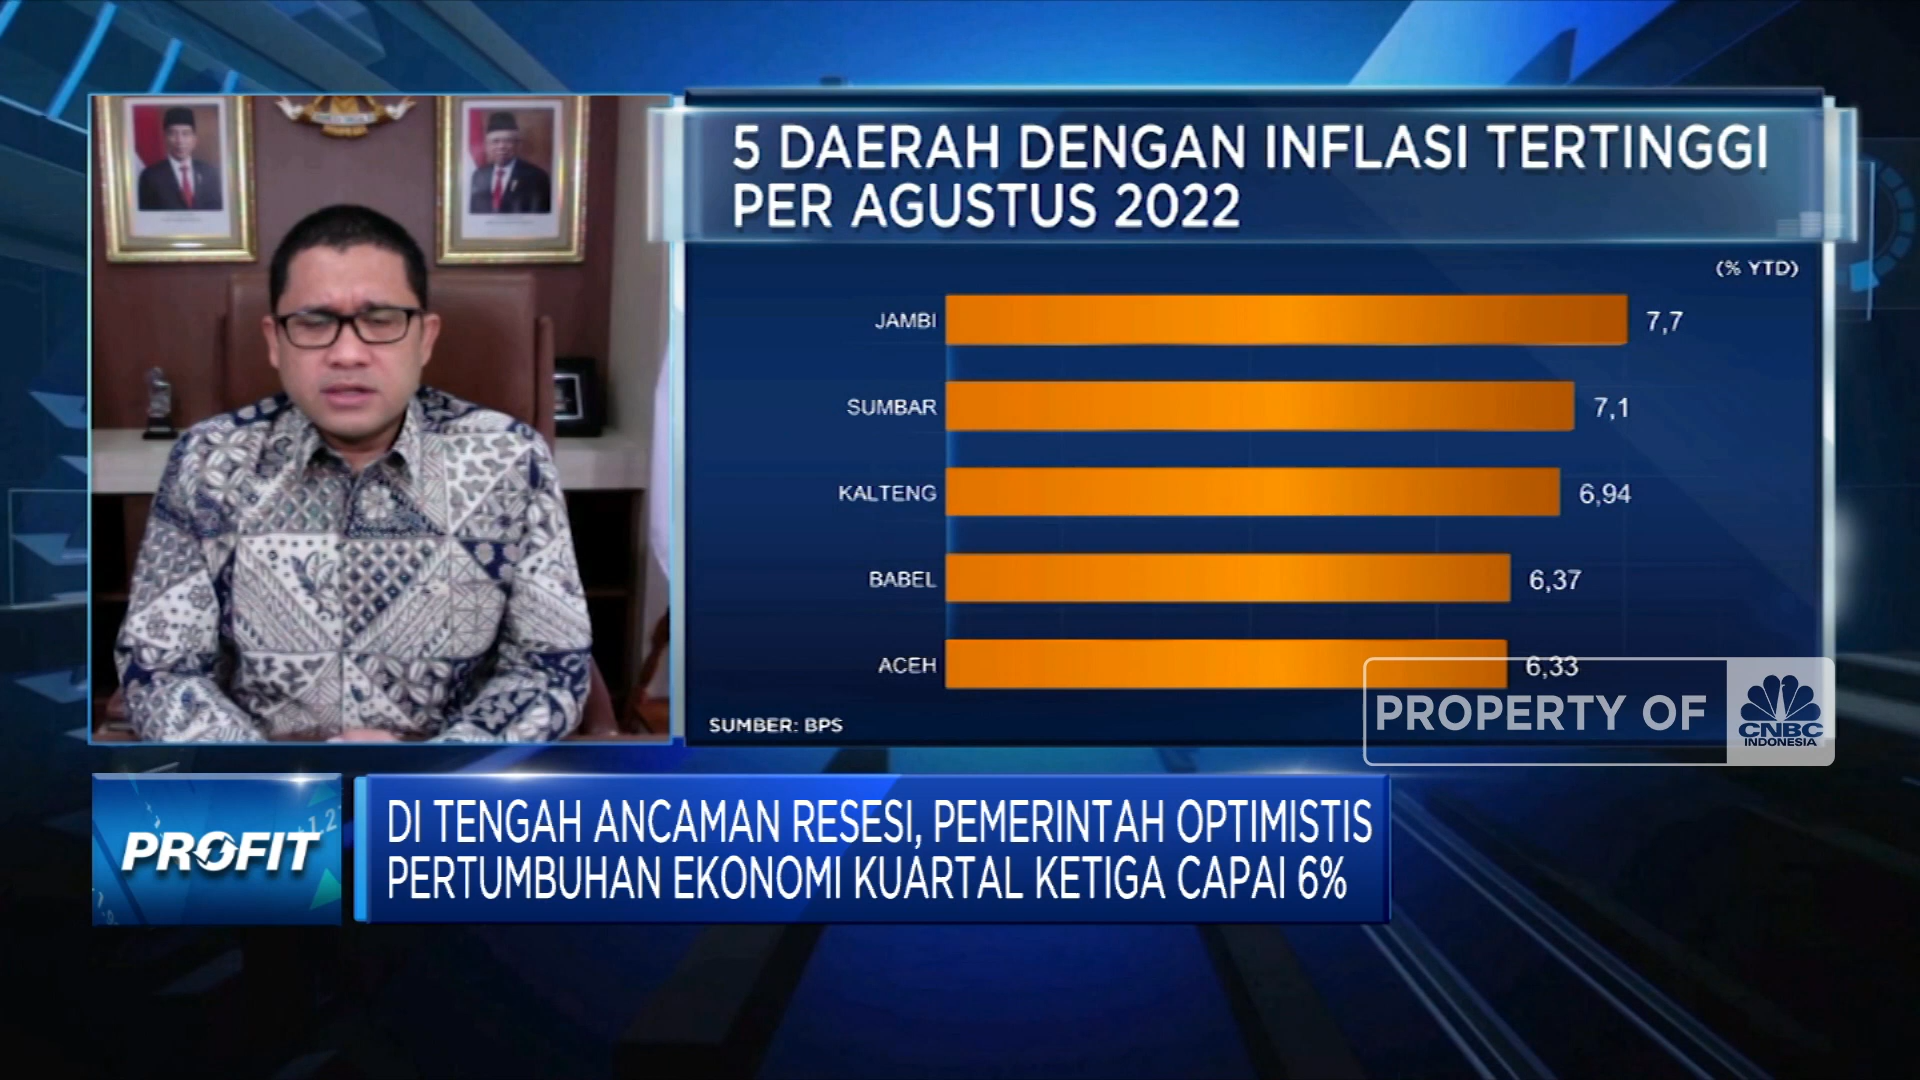 5 DAERAH DENGAN INFLASI TERTINGGI
PER AGUSTUS 2022
(% YTD)
JAMBI 7,7
SUMBAR 7,1
KALTENG 6,94
BABEL 6,37
ACEH 6,33
SUMBER: BPS
PROPERTY OF
CNBC
INDONESIA
PROFIT
DI TENGAH ANCAMAN RESESI, PEMERINTAH OPTIMISTIS
PERTUMBUHAN EKONOMI KUARTAL KETIGA CAPAI 6%